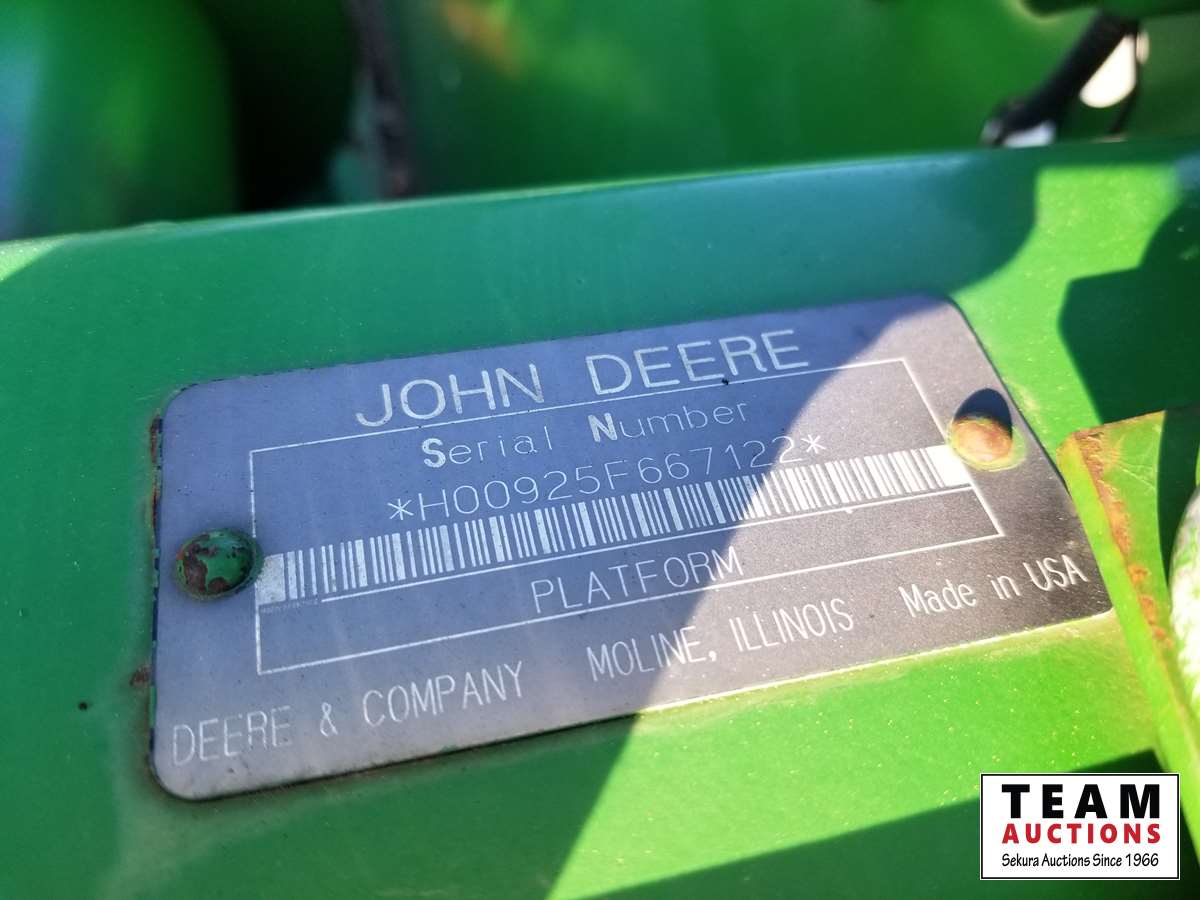 JOHN DEERE
Serial Number
*H00925F667122*
PLATFORM
DEERE & COMPANY MOLINE, ILLINOIS Made in USA
TEAM
AUCTIONS
Sekura Auctions Since 1966